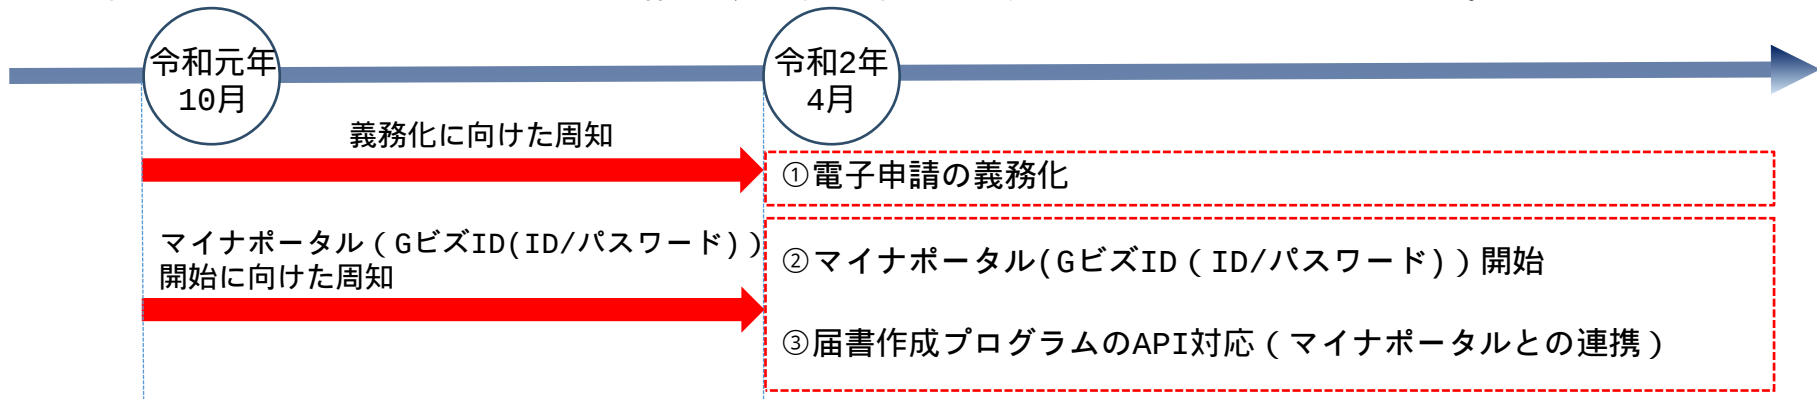 令和元年
10月
令和2年
4月
義務化に向けた周知
①電子申請の義務化
マイナポータル(GビズID(ID/パスワード))
開始に向けた周知
②マイナポータル(GビズID(ID/パスワード))開始
③届書作成プログラムのAPI対応(マイナポータルとの連携)